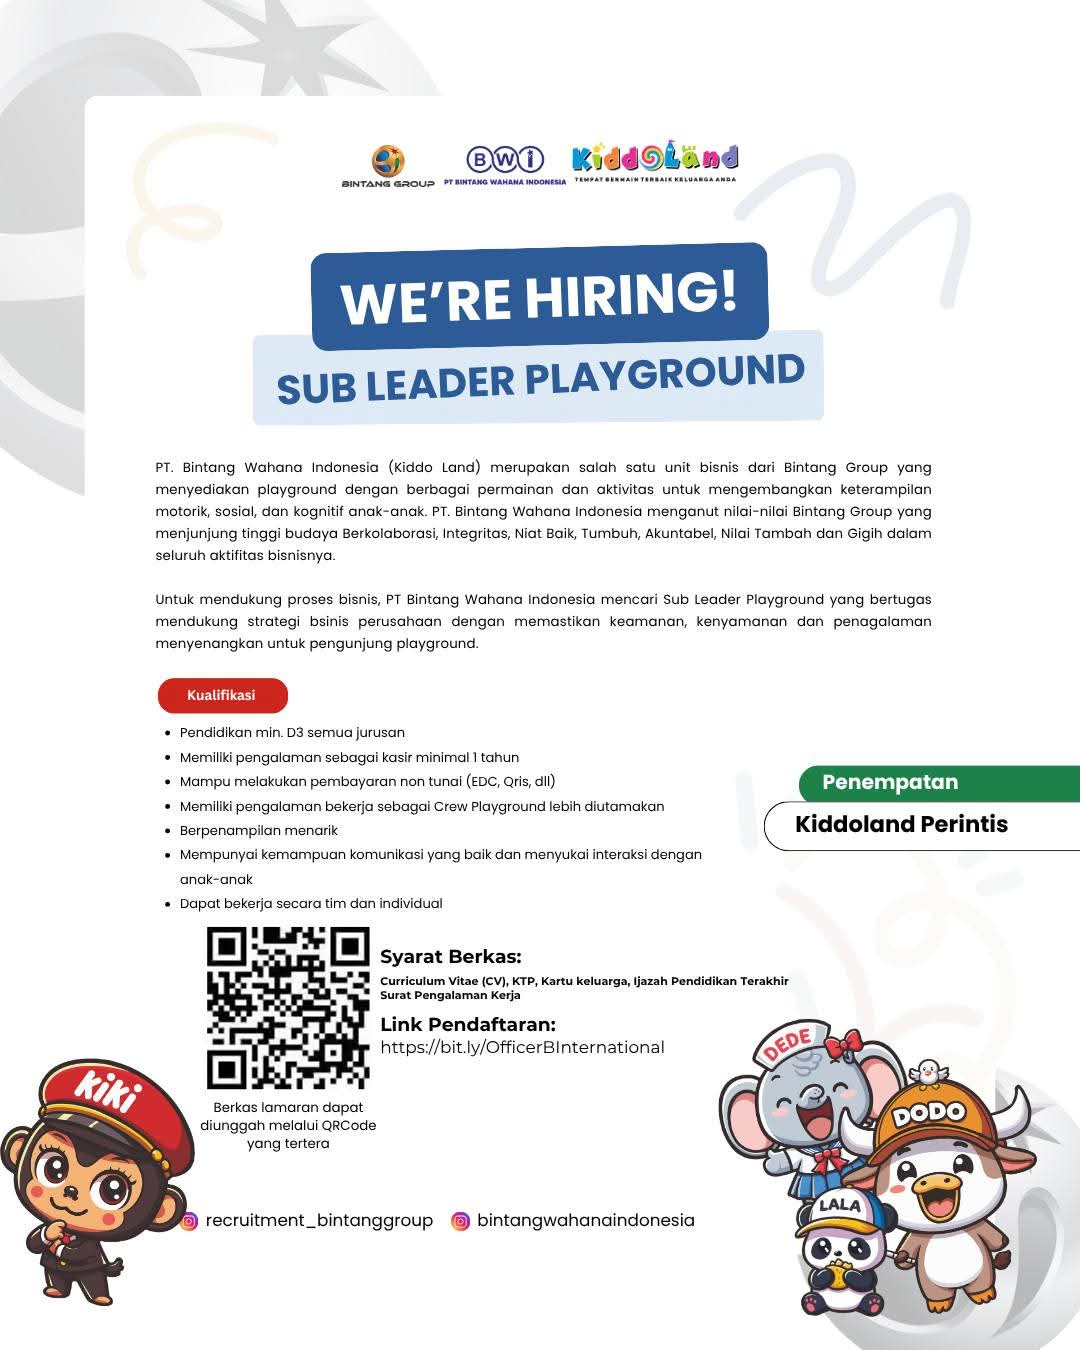 BINTANG GROUP
BWI
PT BINTANG WAHANA INDONESIA
KiddOLand
TEMPAT BERMAIN TERBAIK KELUARGA ANDA
WE'RE HIRING!
SUB LEADER PLAYGROUND
PT. Bintang Wahana Indonesia (Kiddo Land) merupakan salah satu unit bisnis dari Bintang Group yang
menyediakan playground dengan berbagai permainan dan aktivitas untuk mengembangkan keterampilan
motorik, sosial, dan kognitif anak-anak. PT. Bintang Wahana Indonesia menganut nilai-nilai Bintang Group yang
menjunjung tinggi budaya Berkolaborasi, Integritas, Niat Baik, Tumbuh, Akuntabel, Nilai Tambah dan Gigih dalam
seluruh aktifitas bisnisnya.
Untuk mendukung proses bisnis, PT Bintang Wahana Indonesia mencari Sub Leader Playground yang bertugas
mendukung strategi bsinis perusahaan dengan memastikan keamanan, kenyamanan dan penagalaman
menyenangkan untuk pengunjung playground.
Kualifikasi
• Pendidikan min. D3 semua jurusan
• Memiliki pengalaman sebagai kasir minimal 1 tahun
• Mampu melakukan pembayaran non tunai (EDC, Qris, dll)
• Memiliki pengalaman bekerja sebagai Crew Playground lebih diutamakan
• Berpenampilan menarik
• Mempunyai kemampuan komunikasi yang baik dan menyukai interaksi dengan
anak-anak
• Dapat bekerja secara tim dan individual
Penempatan
Kiddoland Perintis
Syarat Berkas:
Curriculum Vitae (CV), KTP, Kartu keluarga, Ijazah Pendidikan Terakhir
Surat Pengalaman Kerja
Link Pendaftaran:
https://bit.ly/OfficerBInternational
Berkas lamaran dapat
diunggah melalui QRCode
yang tertera
KiKi
DEDE
DODO
LALA
recruitment_bintanggroup
bintangwahanaindonesia